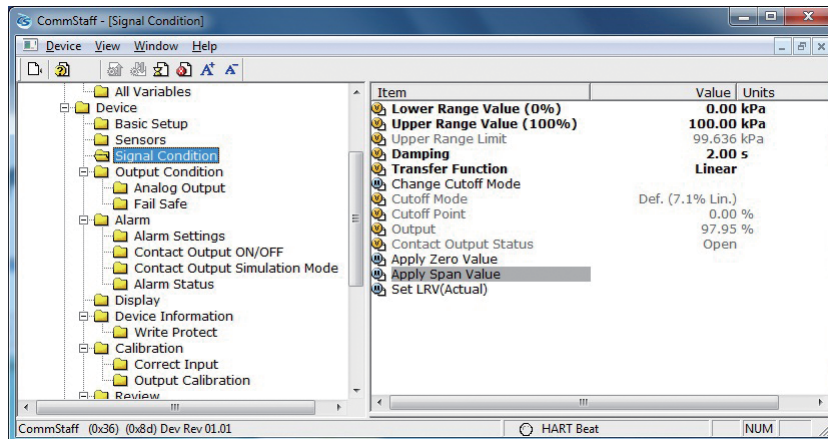 CommStaff - [Signal Condition]
Device View Window Help
A+ A-
All Variables
Device
Basic Setup
Sensors
Signal Condition
Output Condition
Analog Output
Fail Safe
Alarm
Alarm Settings
Contact Output ON/OFF
Contact Output Simulation Mode
Alarm Status
Display
Device Information
Write Protect
Calibration
Correct Input
Output Calibration
Review
Item Value Units
Lower Range Value (0%) 0.00 kPa
Upper Range Value (100%) 100.00 kPa
Upper Range Limit 99.636 kPa
Damping 2.00 s
Transfer Function Linear
Change Cutoff Mode
Cutoff Mode Def. (7.1% Lin.)
Cutoff Point 0.00 %
Output 97.95 %
Contact Output Status Open
Apply Zero Value
Apply Span Value
Set LRV(Actual)
CommStaff (0x36) (0x8d) Dev Rev 01.01 HART Beat NUM